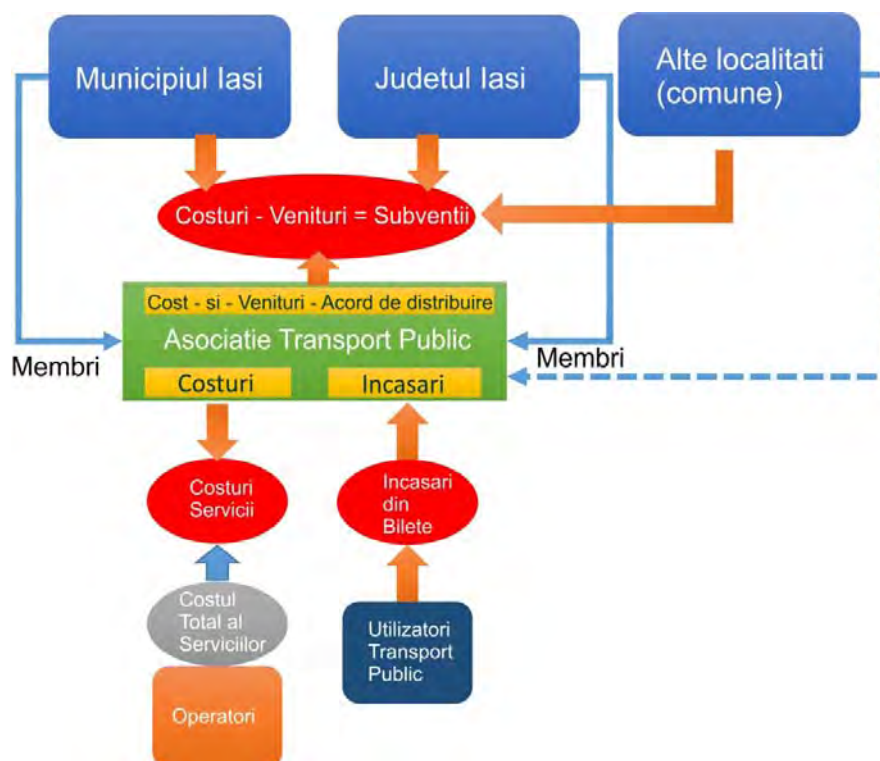 Municipiul Iasi
Judetul Iasi
Alte localitati
(comune)
Costuri - Venituri = Subventii
Cost - si - Venituri - Acord de distribuire
Asociatie Transport Public
Membri
Membri
Costuri
Incasari
Costuri
Servicii
Incasari
din
Bilete
Costul
Total al
Serviciilor
Utilizatori
Transport
Public
Operatori